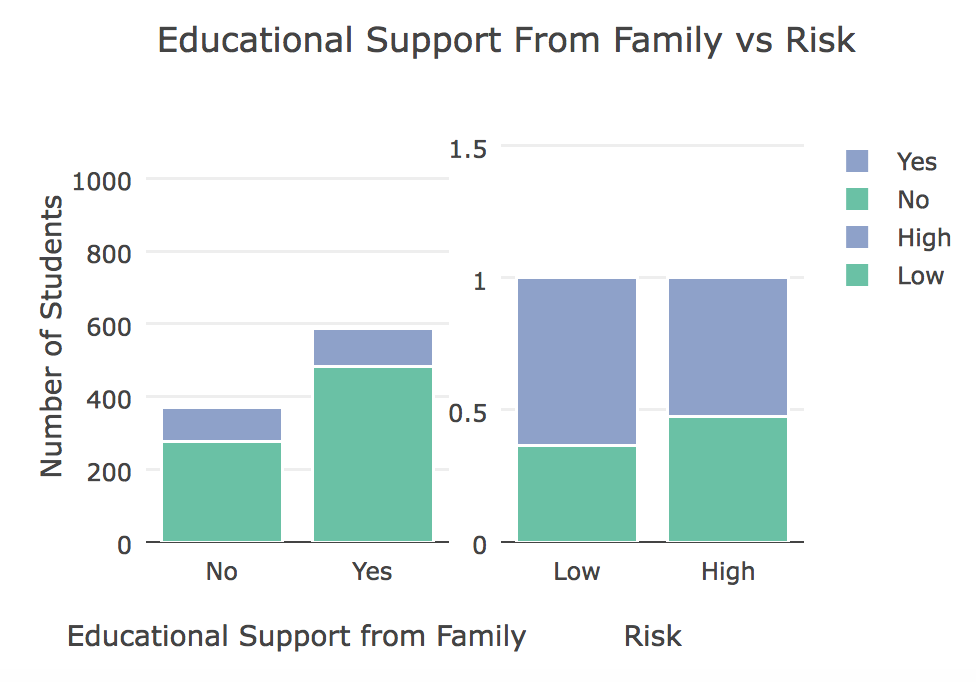 Educational Support From Family vs Risk
Number of Students
1000
800
600
400
200
0
No
Yes
Educational Support from Family
1.5
1
0.5
0
Low
High
Risk
Yes
No
High
Low